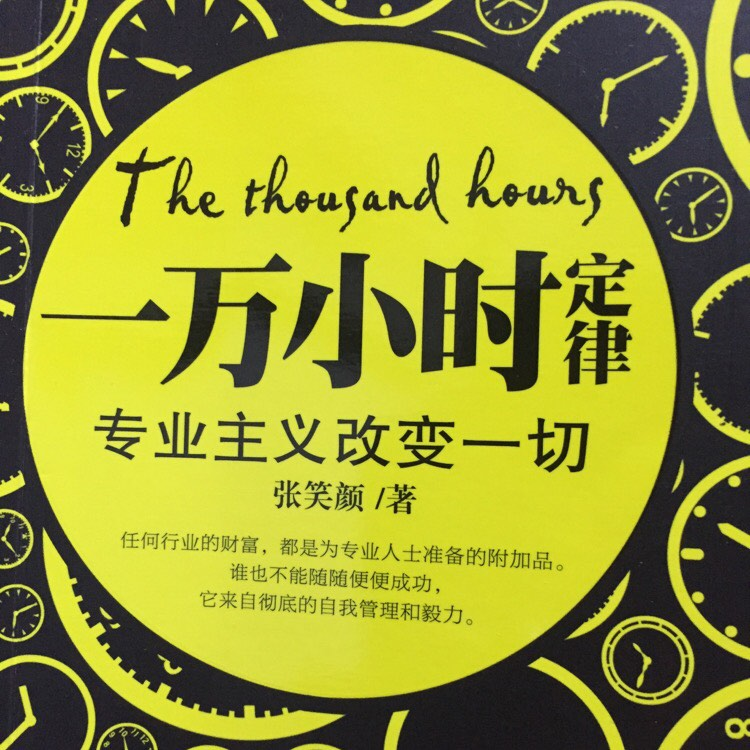 The thousand hours
一万小时定律
专业主义改变一切
张笑颜 /著
任何行业的财富，都是为专业人士准备的附加品。
谁也不能随随便便成功，
它来自彻底的自我管理和毅力。